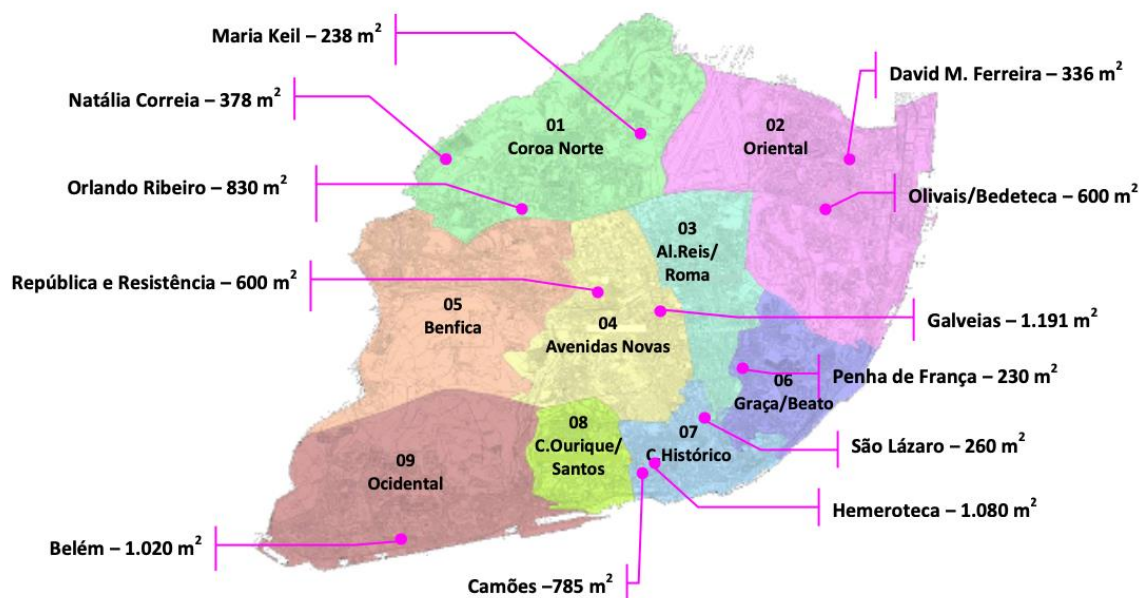 Maria Keil – 238 m²
David M. Ferreira – 336 m²
Natália Correia – 378 m²
01
Coroa Norte
02
Oriental
Orlando Ribeiro – 830 m²
Olivais/Bedeteca – 600 m²
03
Al.Reis/
Roma
República e Resistência – 600 m²
05
Benfica
04
Avenidas Novas
Galveias – 1.191 m²
Penha de França – 230 m²
06
Graça/Beato
08
C.Ourique/
Santos
07
C.Histórico
São Lázaro – 260 m²
09
Ocidental
Hemeroteca – 1.080 m²
Belém – 1.020 m²
Camões –785 m²